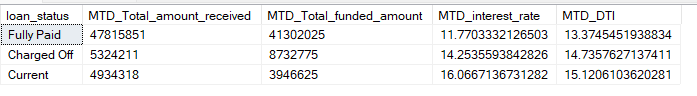 loan_status MTD_Total_amount_received MTD_Total_funded_amount MTD_interest_rate MTD_DTI
Fully Paid 47815851 41302025 11.7703332126503 13.3745451938834
Charged Off 5324211 8732775 14.2535593842826 14.7357627137411
Current 4934318 3946625 16.0667136731282 15.1206103620281